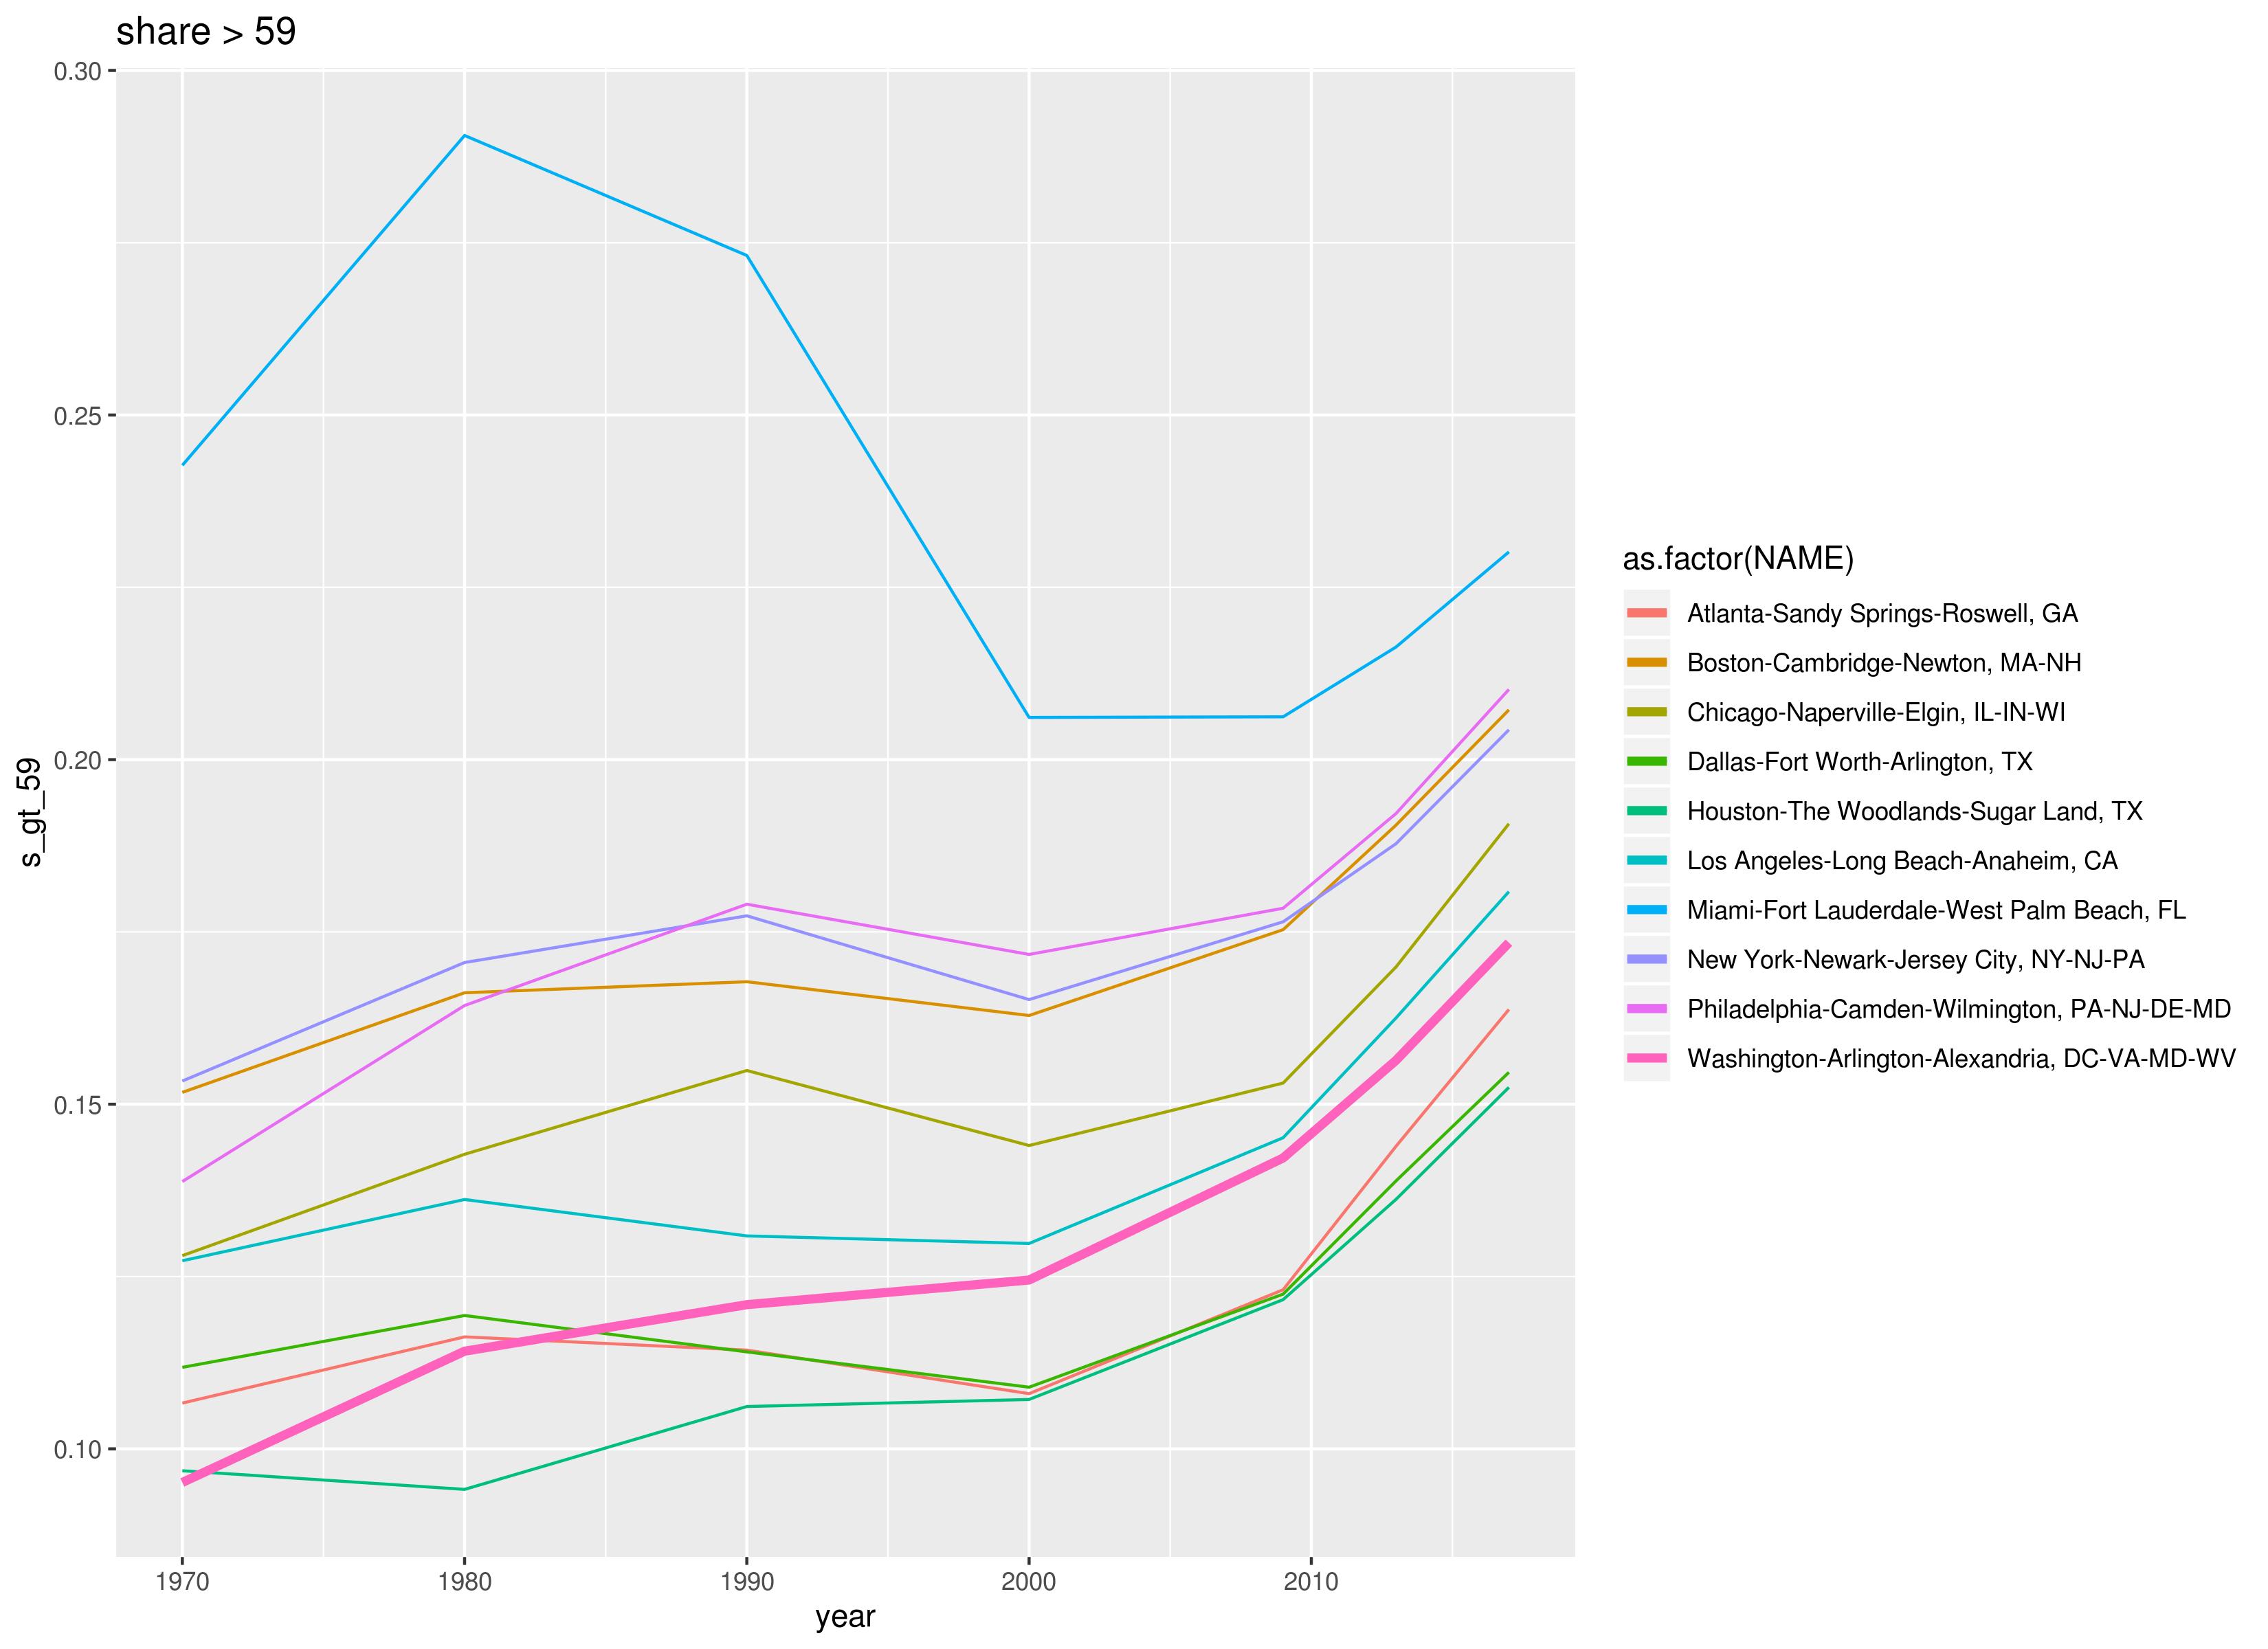 share > 59
0.30
0.25
0.20
0.15
0.10
s_gt_59
1970 1980 1990 2000 2010
year
as.factor(NAME)
Atlanta-Sandy Springs-Roswell, GA
Boston-Cambridge-Newton, MA-NH
Chicago-Naperville-Elgin, IL-IN-WI
Dallas-Fort Worth-Arlington, TX
Houston-The Woodlands-Sugar Land, TX
Los Angeles-Long Beach-Anaheim, CA
Miami-Fort Lauderdale-West Palm Beach, FL
New York-Newark-Jersey City, NY-NJ-PA
Philadelphia-Camden-Wilmington, PA-NJ-DE-MD
Washington-Arlington-Alexandria, DC-VA-MD-WV